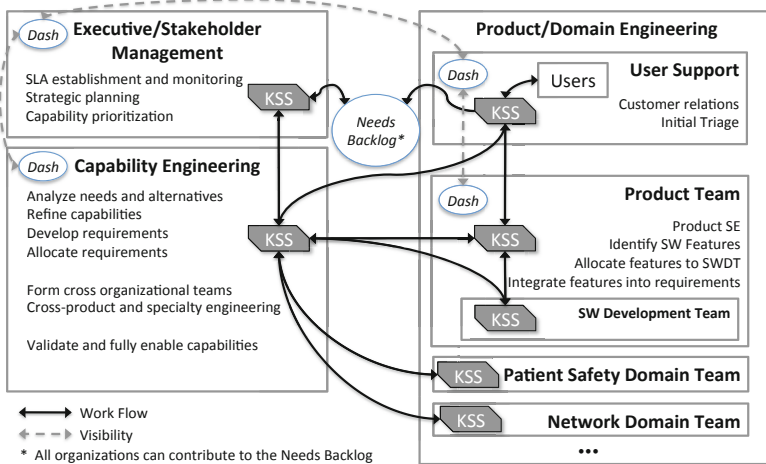 Dash
Executive/Stakeholder
Management
SLA establishment and monitoring
Strategic planning
Capability prioritization
KSS
Needs
Backlog*
Product/Domain Engineering
Dash
User Support
Users
KSS
Customer relations
Initial Triage
Dash
Capability Engineering
Analyze needs and alternatives
Refine capabilities
Develop requirements
Allocate requirements
KSS
Form cross organizational teams
Cross-product and specialty engineering
Validate and fully enable capabilities
Dash
Product Team
Product SE
KSS
Identify SW Features
Allocate features to SWDT
Integrate features into requirements
KSS
SW Development Team
KSS
Patient Safety Domain Team
KSS
Network Domain Team
•••
Work Flow
Visibility
* All organizations can contribute to the Needs Backlog